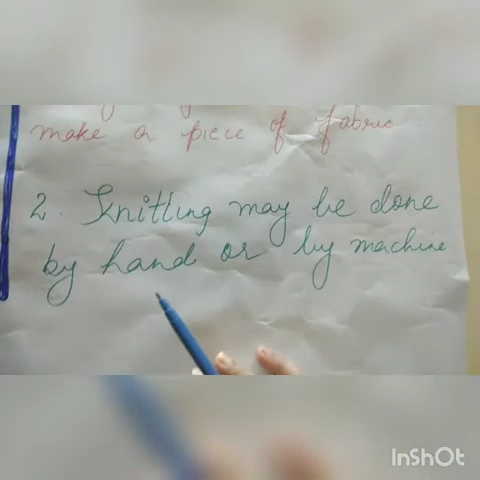 make a piece of fabric
2. Knitting may be done
by hand or by machine
InShOt